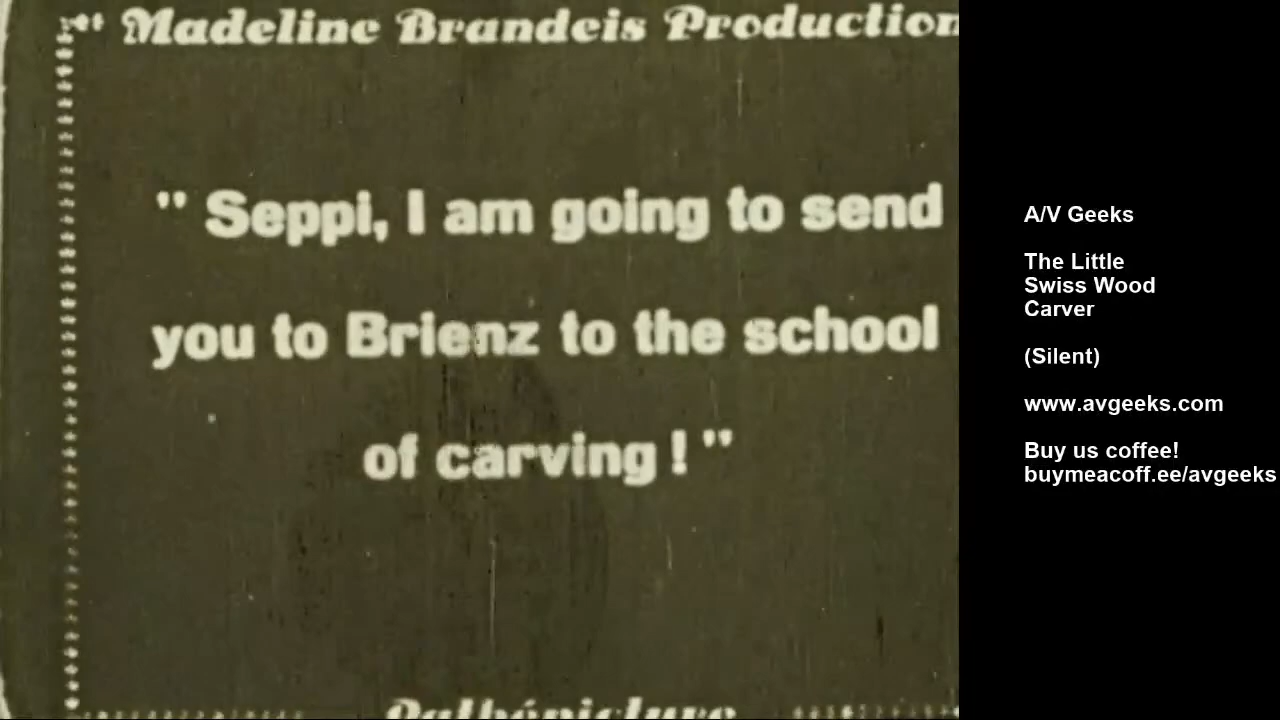 Madeline Brandeis Production
" Seppi, I am going to send
you to Brienz to the school
of carving ! "
Pathépicture
A/V Geeks
The Little
Swiss Wood
Carver
(Silent)
www.avgeeks.com
Buy us coffee!
buymeacoff.ee/avgeeks